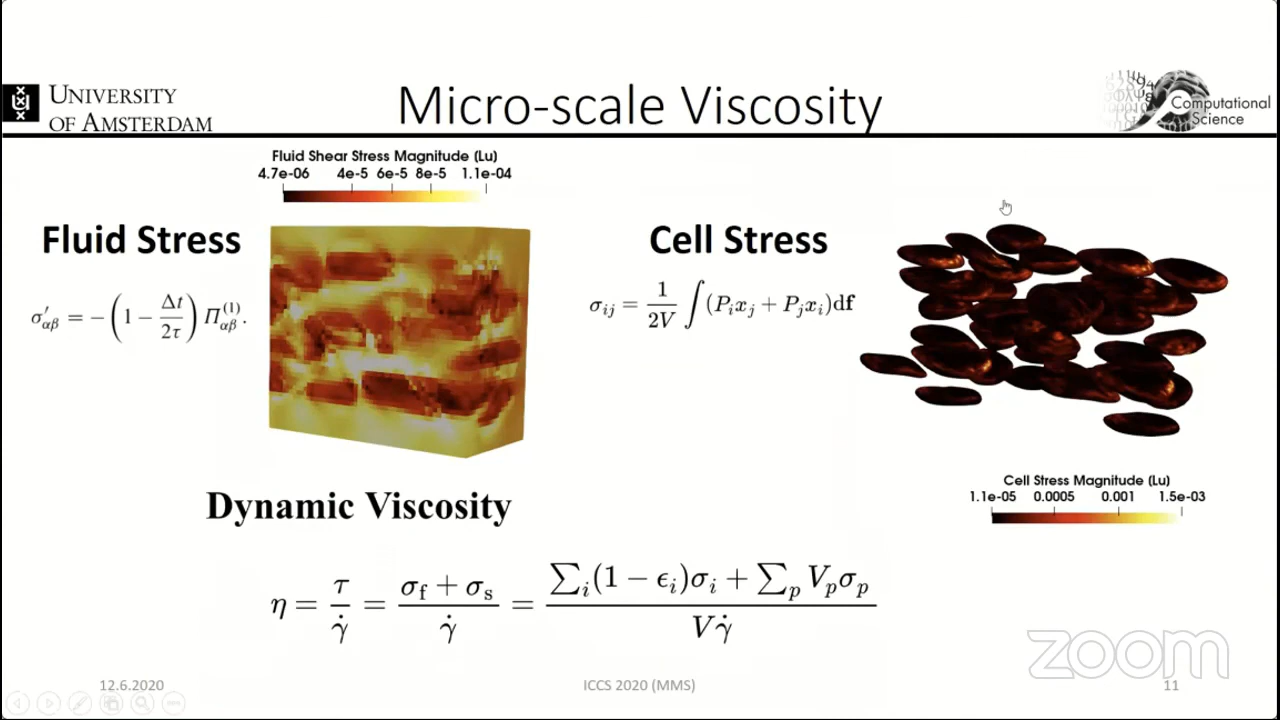 UNIVERSITY
OF AMSTERDAM
Micro-scale Viscosity
Computational
Science
Fluid Shear Stress Magnitude (Lu)
4.7e-06 4e-5 6e-5 8e-5 1.1e-04
Fluid Stress
σ′αβ = −(1 − Δt/2τ) Π(1)αβ.
Cell Stress
σij = 1/2V ∫(Pixj + Pjxi)df
Cell Stress Magnitude (Lu)
1.1e-05 0.0005 0.001 1.5e-03
Dynamic Viscosity
η = τ/γ̇ = (σf + σs)/γ̇ = (∑i(1 − ϵi)σi + ∑p Vpσp)/Vγ̇
zoom
12.6.2020 ICCS 2020 (MMS) 11